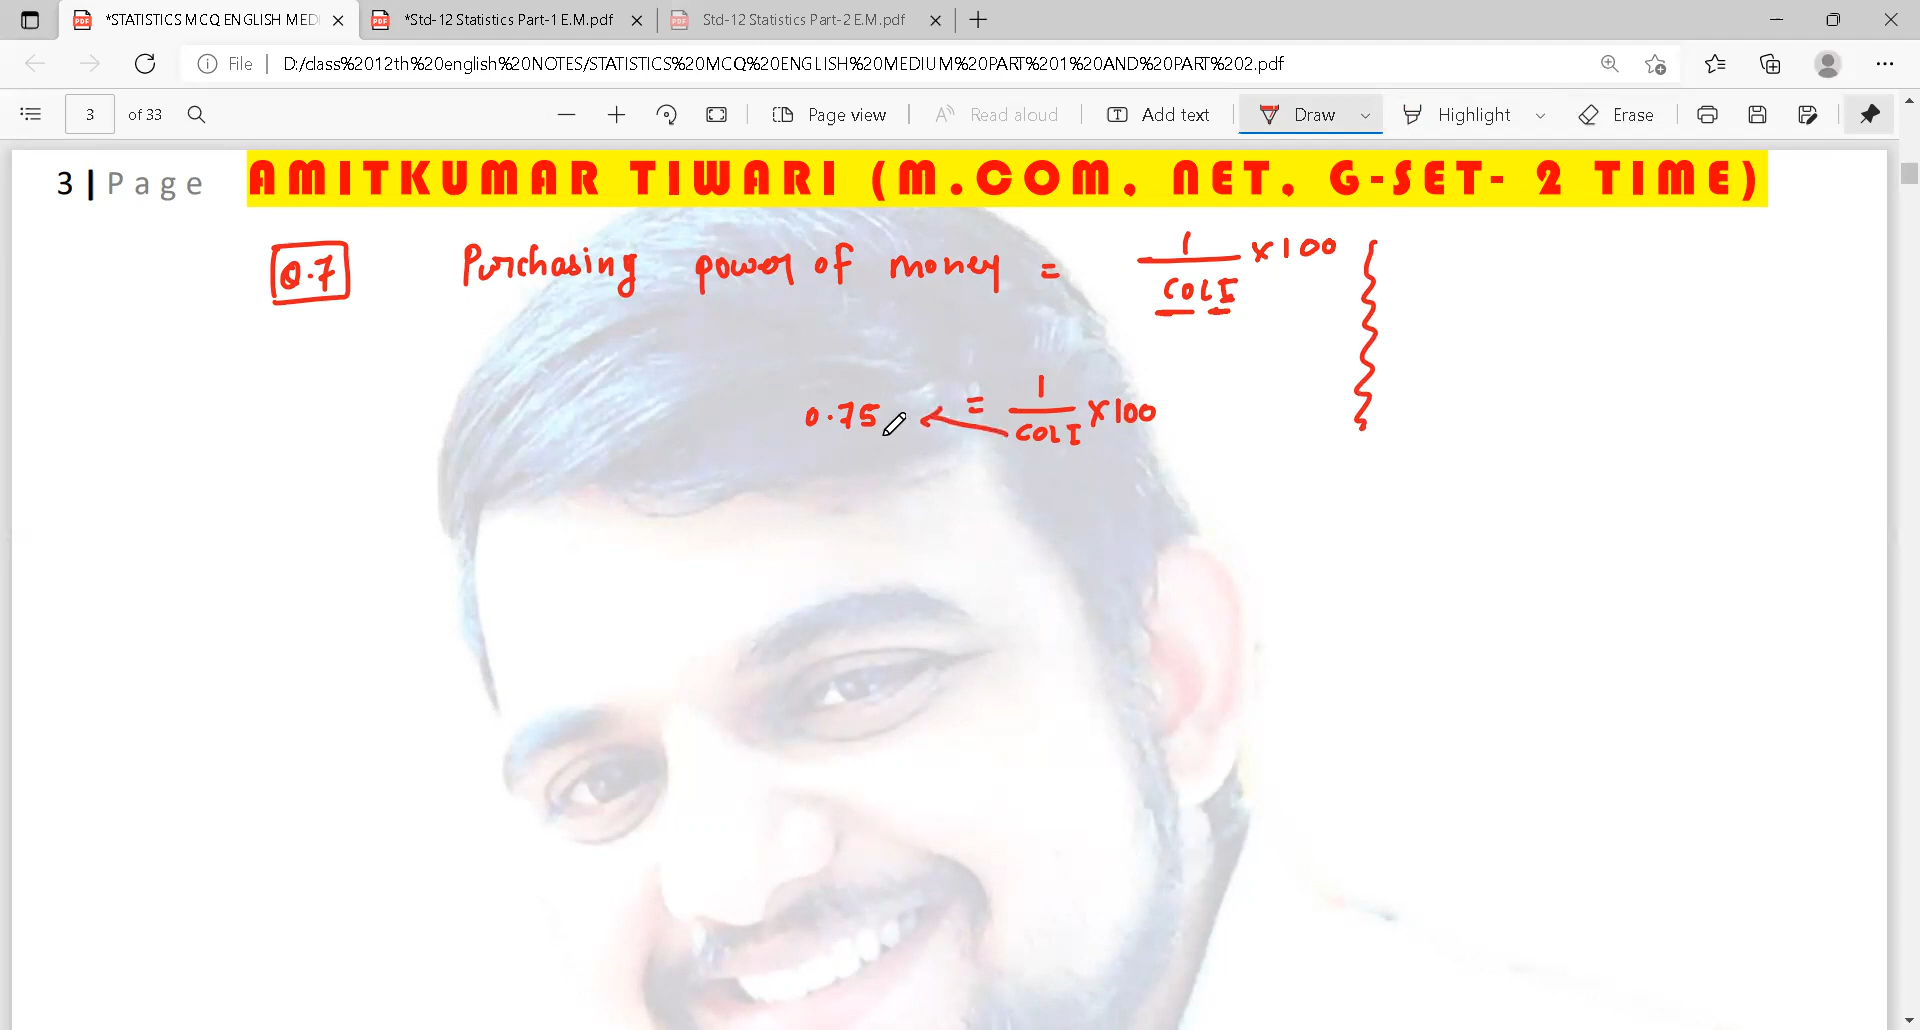 *STATISTICS MCQ ENGLISH MED
*Std-12 Statistics Part-1 E.M.pdf
Std-12 Statistics Part-2 E.M.pdf
File | D:/class%2012th%20english%20NOTES/STATISTICS%20MCQ%20ENGLISH%20MEDIUM%20PART%201%20AND%20PART%202.pdf
3 of 33 Page view Read aloud Add text Draw Highlight Erase
3 | Page AMITKUMAR TIWARI (M.COM, NET, G-SET- 2 TIME)
Q.7 Purchasing power of money = 1/COLI × 100
0.75 = 1/COLI × 100